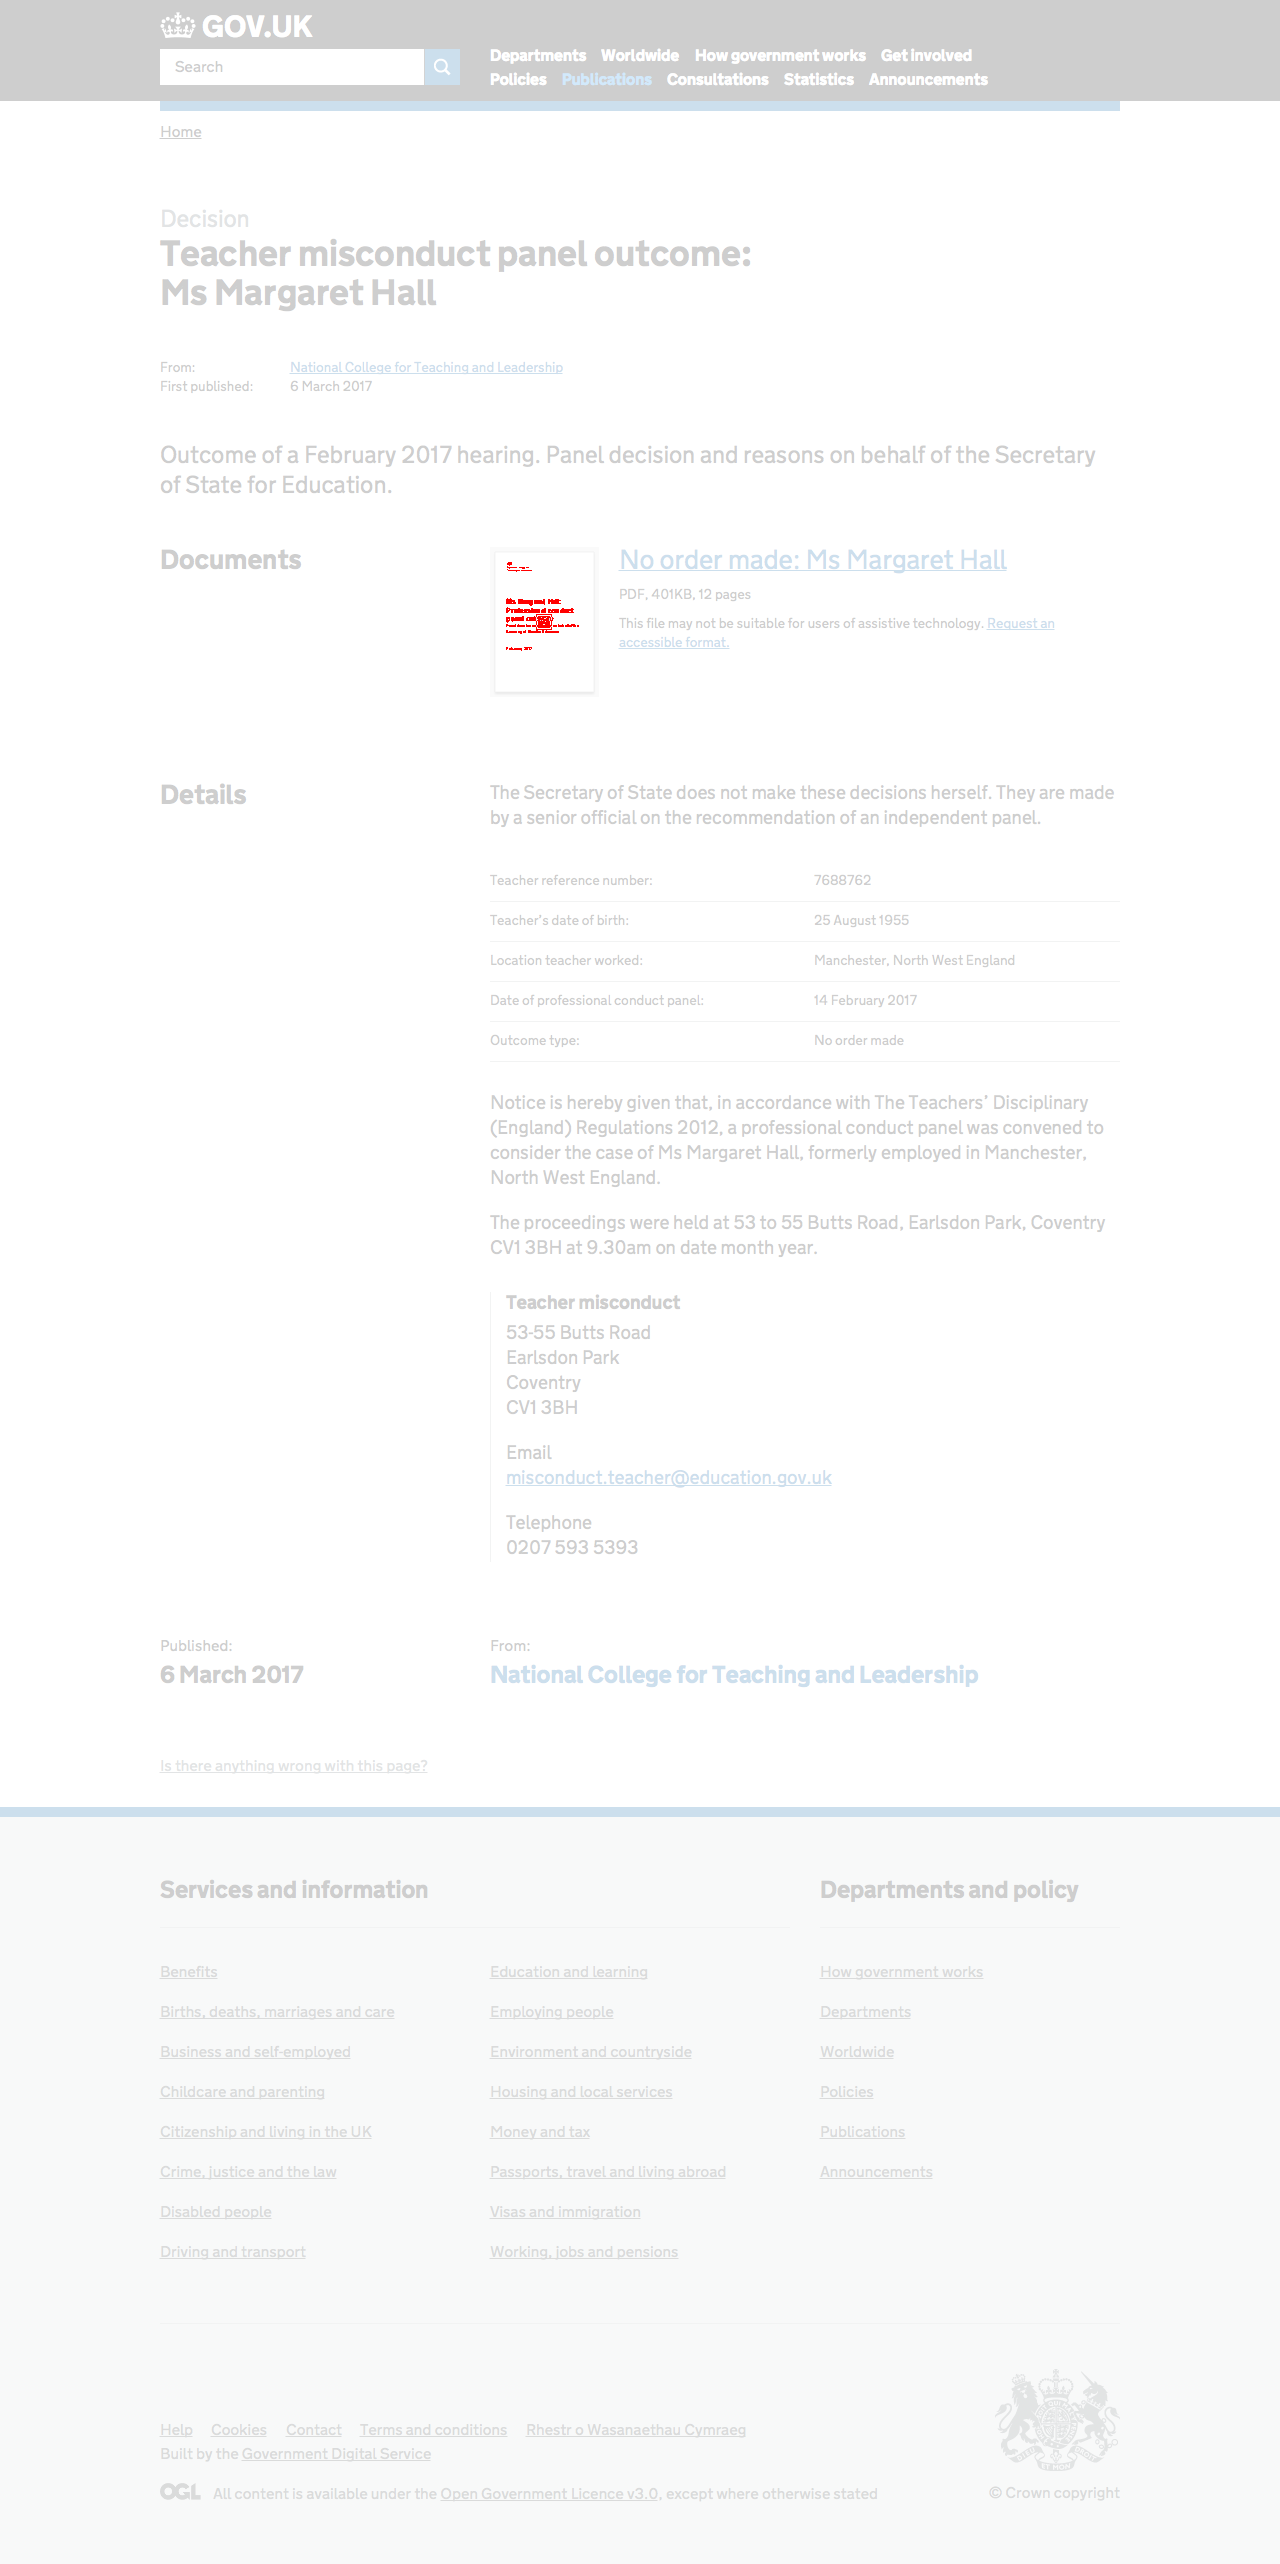 GOV.UK
Search
Departments Worldwide How government works Get involved
Policies Publications Consultations Statistics Announcements
Home
Decision
Teacher misconduct panel outcome:
Ms Margaret Hall
From: National College for Teaching and Leadership
First published: 6 March 2017
Outcome of a February 2017 hearing. Panel decision and reasons on behalf of the Secretary
of State for Education.
Documents
Ms Margaret Hall:
Professional conduct
February 2017
No order made: Ms Margaret Hall
PDF, 401KB, 12 pages
This file may not be suitable for users of assistive technology. Request an
accessible format.
Details
The Secretary of State does not make these decisions herself. They are made
by a senior official on the recommendation of an independent panel.
Teacher reference number: 7688762
Teacher's date of birth: 25 August 1955
Location teacher worked: Manchester, North West England
Date of professional conduct panel: 14 February 2017
Outcome type: No order made
Notice is hereby given that, in accordance with The Teachers’ Disciplinary
(England) Regulations 2012, a professional conduct panel was convened to
consider the case of Ms Margaret Hall, formerly employed in Manchester,
North West England.
The proceedings were held at 53 to 55 Butts Road, Earlsdon Park, Coventry
CV1 3BH at 9.30am on date month year.
Teacher misconduct
53-55 Butts Road
Earlsdon Park
Coventry
CV1 3BH
Email
misconduct.teacher@education.gov.uk
Telephone
0207 593 5393
Published: From:
6 March 2017 National College for Teaching and Leadership
Is there anything wrong with this page?
Services and information Departments and policy
Benefits Education and learning How government works
Births, deaths, marriages and care Employing people Departments
Business and self-employed Environment and countryside Worldwide
Childcare and parenting Housing and local services Policies
Citizenship and living in the UK Money and tax Publications
Crime, justice and the law Passports, travel and living abroad Announcements
Disabled people Visas and immigration
Driving and transport Working, jobs and pensions
Help Cookies Contact Terms and conditions Rhestr o Wasanaethau Cymraeg
Built by the Government Digital Service
OGL All content is available under the Open Government Licence v3.0, except where otherwise stated
© Crown copyright